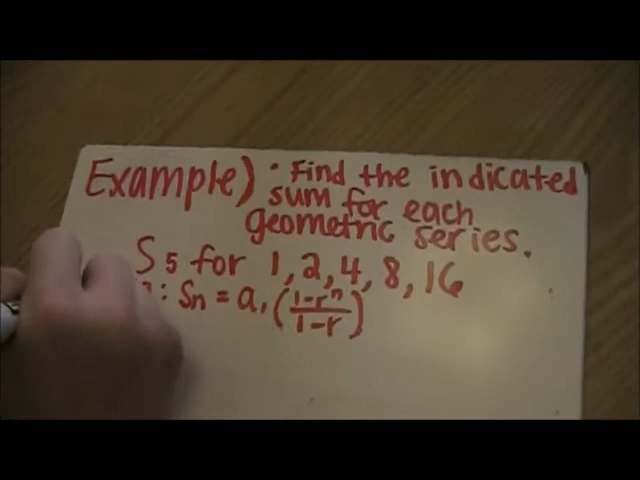 Example) • Find the indicated
sum for each
geometric series.
S5 for 1, 2, 4, 8, 16
: Sn = a, (1-r^n / 1-r)